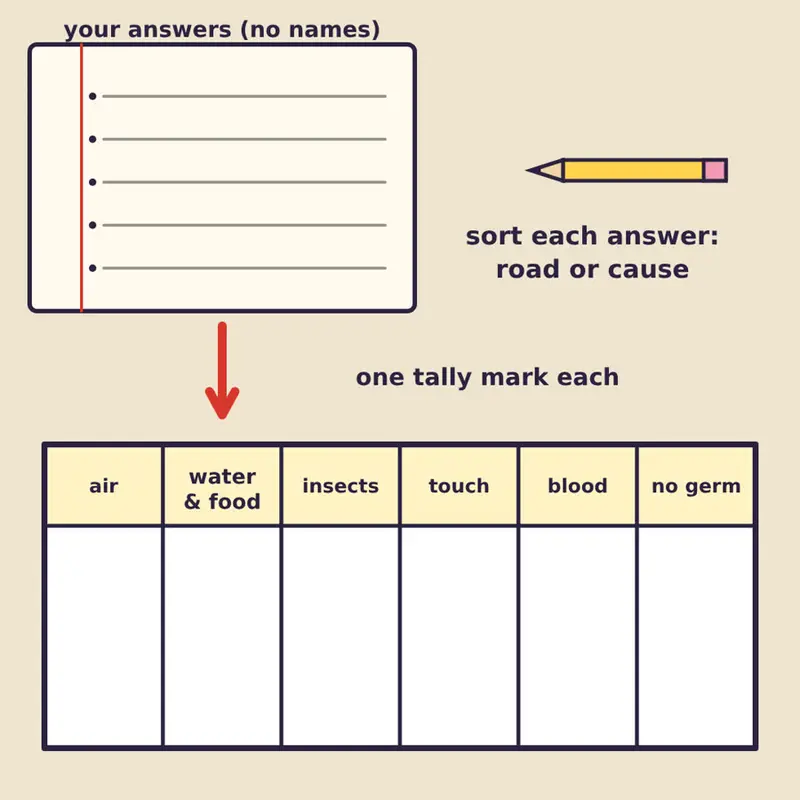 your answers (no names)
sort each answer:
road or cause
one tally mark each
air
water
& food
insects
touch
blood
no germ